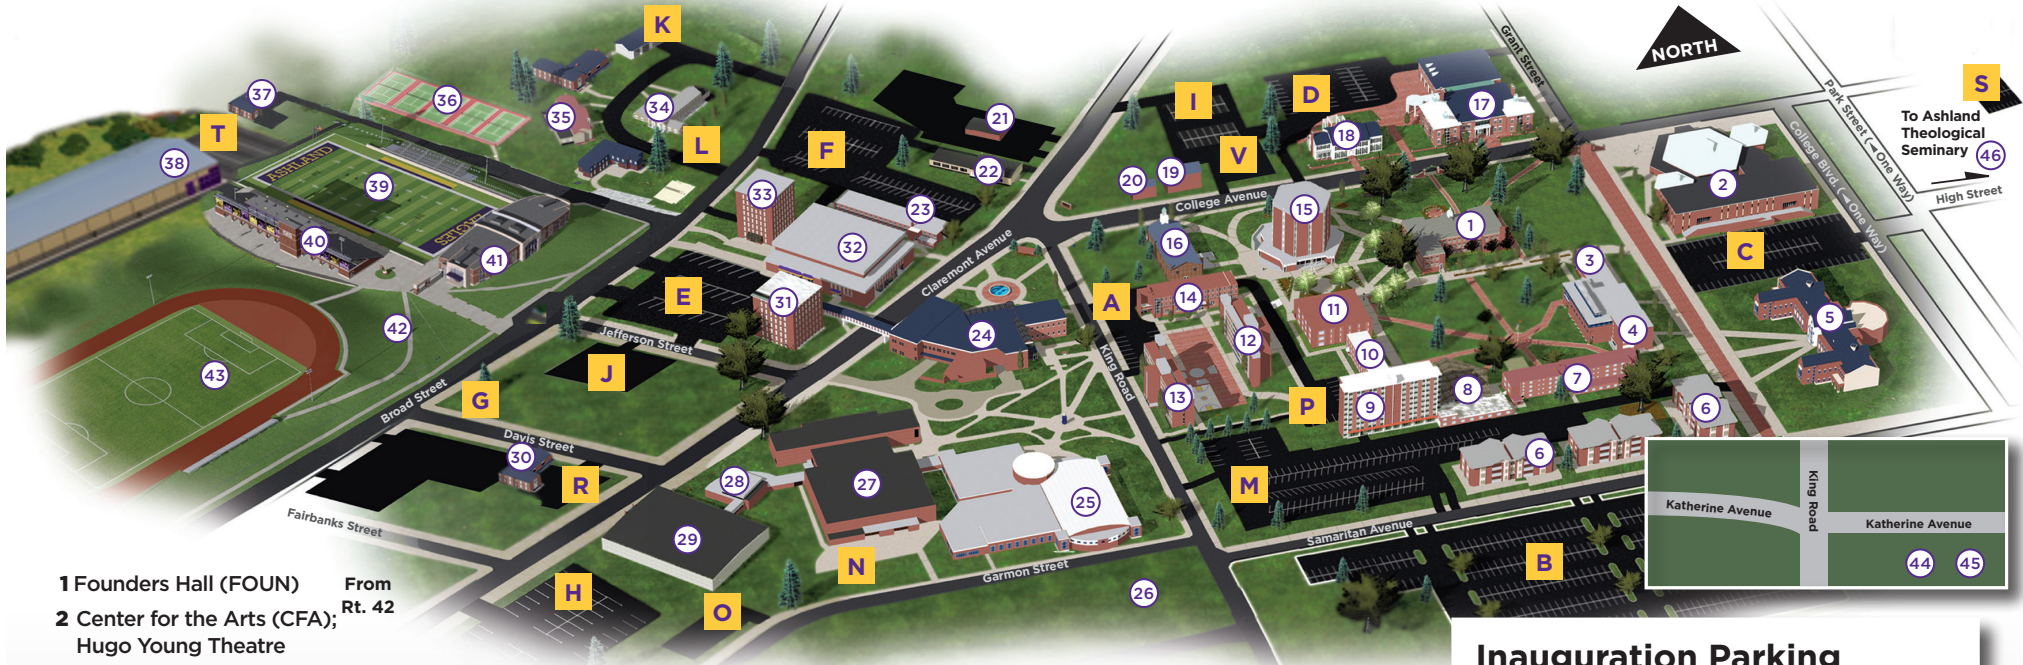 K
Grant Street
NORTH
37
36
34
35
T
L
38
ASHLAND
39
EAGLES
40
41
42
43
33
F
21
22
23
32
E
31
Claremont Avenue
I
D
17
18
V
19
20
College Avenue
15
16
14
A
1
11
12
10
13
P
9
8
7
3
4
2
C
5
6
6
Park Street (◄One Way)
College Blvd. (◄One Way)
S
To Ashland
Theological
Seminary
46
High Street
24
King Road
Jefferson Street
J
G
Broad Street
Davis Street
30
R
Fairbanks Street
28
27
25
29
N
Garmon Street
26
M
Samaritan Avenue
B
H
O
Katherine Avenue
King Road
Katherine Avenue
44
45
1 Founders Hall (FOUN)
2 Center for the Arts (CFA);
Hugo Young Theatre
From
Rt. 42
Inauguration Parking